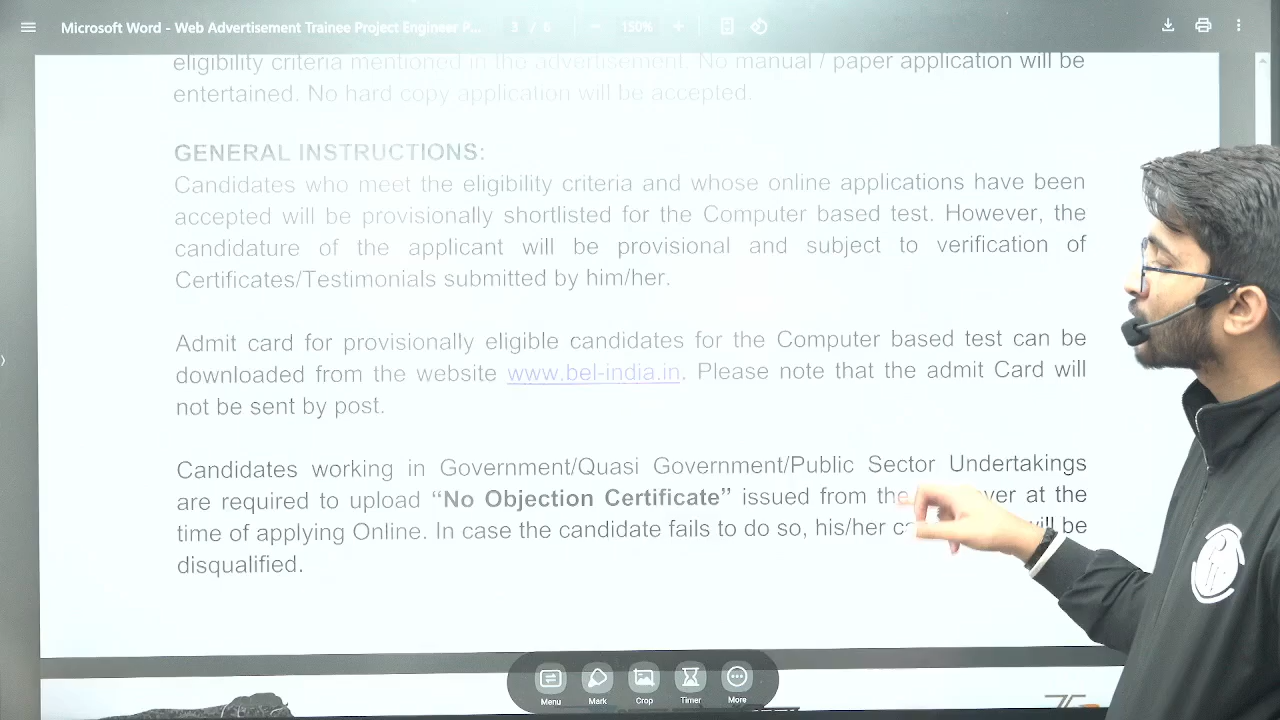 Microsoft Word - Web Advertisement Trainee Project Engineer P... 3 / 6 150%
eligibility criteria mentioned in the advertisement. No manual / paper application will be
entertained. No hard copy application will be accepted.
GENERAL INSTRUCTIONS:
Candidates who meet the eligibility criteria and whose online applications have been
accepted will be provisionally shortlisted for the Computer based test. However, the
candidature of the applicant will be provisional and subject to verification of
Certificates/Testimonials submitted by him/her.
Admit card for provisionally eligible candidates for the Computer based test can be
downloaded from the website www.bel-india.in. Please note that the admit Card will
not be sent by post.
Candidates working in Government/Quasi Government/Public Sector Undertakings
are required to upload “No Objection Certificate” issued from the at the
time of applying Online. In case the candidate fails to do so, his/her will be
disqualified.
Menu Mark Crop Timer More